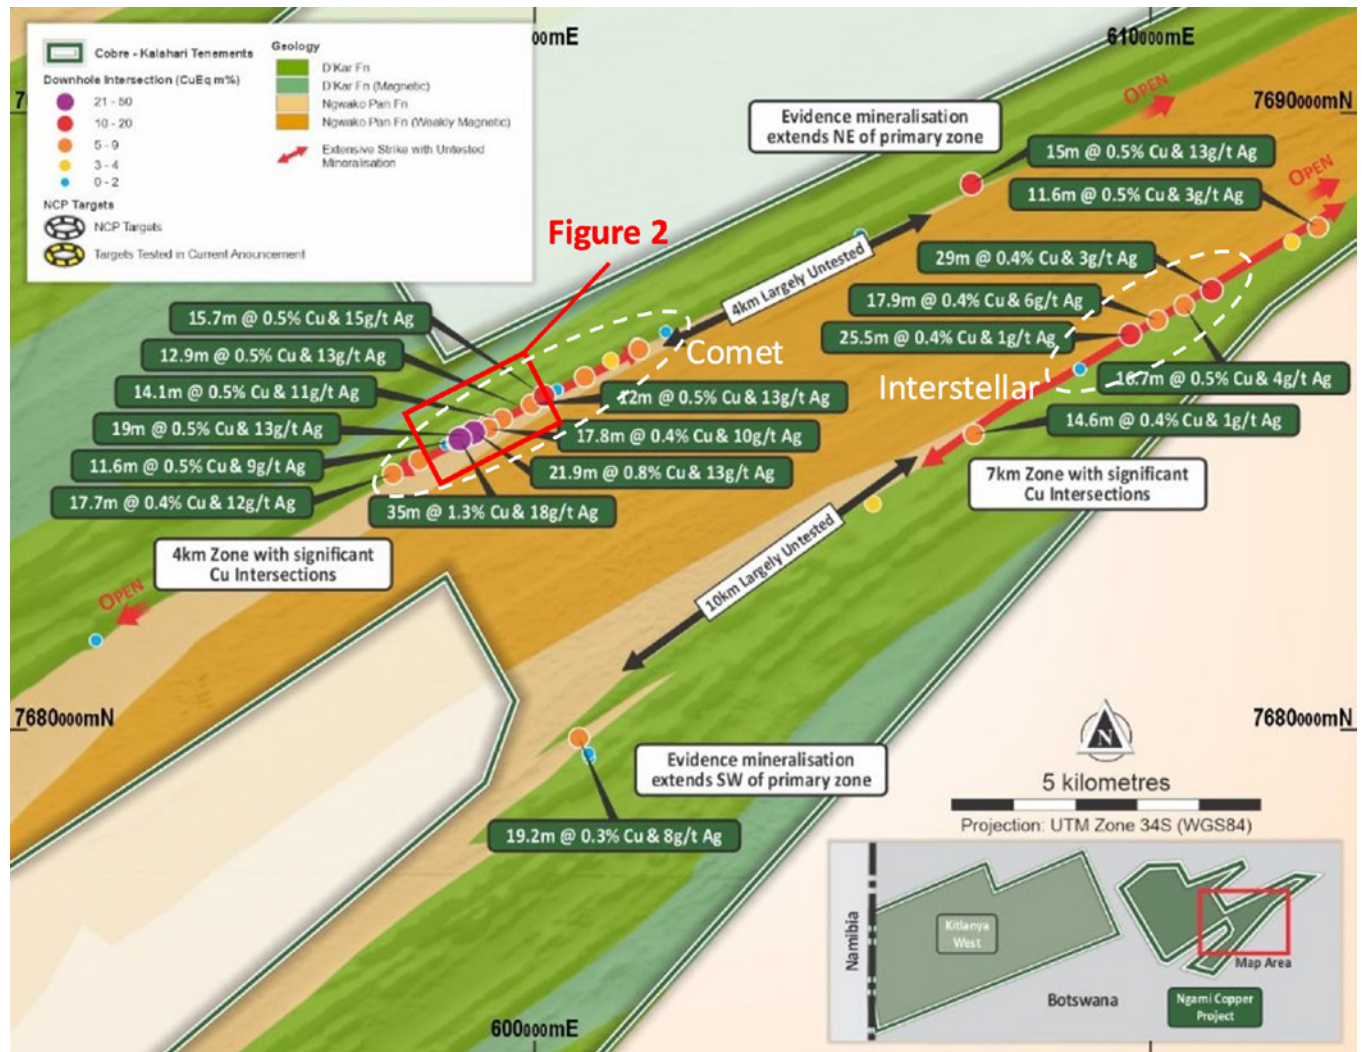 Cobre - Kalahari Tenements
Downhole Intersection (CuEq m%)
21 - 50
10 - 20
5 - 9
3 - 4
0 - 2
NCP Targets
NCP Targets
Targets Tested in Current Anouncement
Geology
D'Kar Fn
D'Kar Fn (Magnetic)
Ngwako Pan Fn
Ngwako Pan Fn (Weakly Magnetic)
Extensive Strike with Untested
Mineralisation
610000mE
7690000mN
OPEN
Evidence mineralisation
extends NE of primary zone
15m @ 0.5% Cu & 13g/t Ag
OPEN
11.6m @ 0.5% Cu & 3g/t Ag
Figure 2
29m @ 0.4% Cu & 3g/t Ag
4km Largely Untested
17.9m @ 0.4% Cu & 6g/t Ag
15.7m @ 0.5% Cu & 15g/t Ag
25.5m @ 0.4% Cu & 1g/t Ag
12.9m @ 0.5% Cu & 13g/t Ag
Comet
Interstellar
16.7m @ 0.5% Cu & 4g/t Ag
14.1m @ 0.5% Cu & 11g/t Ag
12m @ 0.5% Cu & 13g/t Ag
14.6m @ 0.4% Cu & 1g/t Ag
19m @ 0.5% Cu & 13g/t Ag
17.8m @ 0.4% Cu & 10g/t Ag
11.6m @ 0.5% Cu & 9g/t Ag
21.9m @ 0.8% Cu & 13g/t Ag
7km Zone with significant
Cu Intersections
17.7m @ 0.4% Cu & 12g/t Ag
35m @ 1.3% Cu & 18g/t Ag
4km Zone with significant
Cu Intersections
10km Largely Untested
OPEN
7680000mN
7680000mN
Evidence mineralisation
extends SW of primary zone
N
5 kilometres
Projection: UTM Zone 34S (WGS84)
19.2m @ 0.3% Cu & 8g/t Ag
Namibia
Kitlanya
West
Map Area
Botswana
Ngami Copper
Project
600000mE